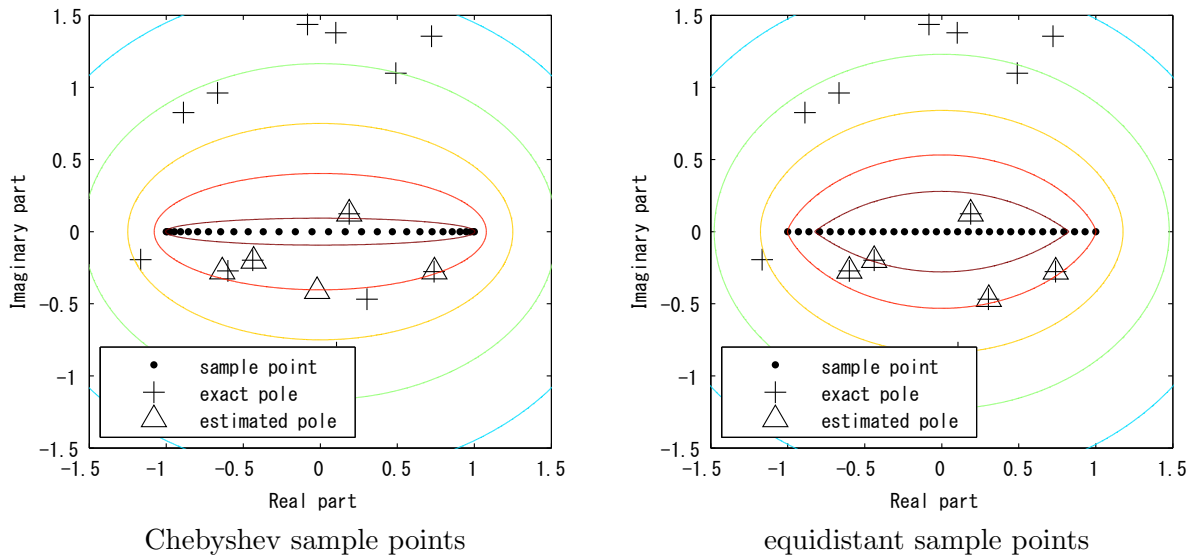 1.5
1
0.5
0
-0.5
-1
-1.5
Imaginary part
sample point
exact pole
estimated pole
-1.5 -1 -0.5 0 0.5 1 1.5
Real part
Chebyshev sample points
1.5
1
0.5
0
-0.5
-1
-1.5
Imaginary part
sample point
exact pole
estimated pole
-1.5 -1 -0.5 0 0.5 1 1.5
Real part
equidistant sample points